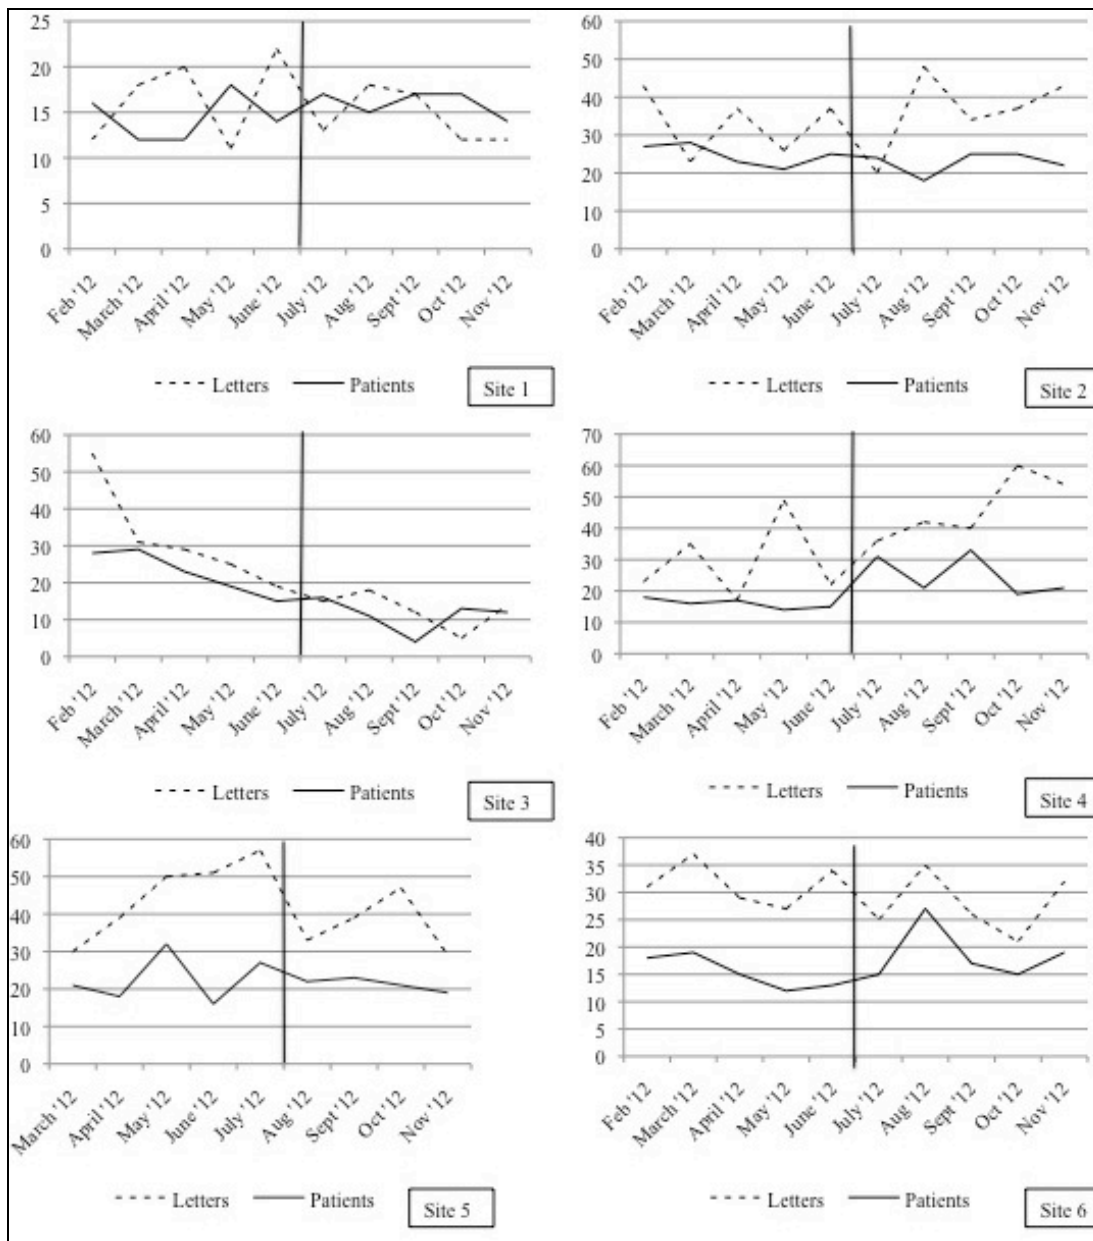 25
20
15
10
5
0
Feb '12
March '12
April '12
May '12
June '12
July '12
Aug '12
Sept '12
Oct '12
Nov '12
Letters Patients
Site 1
60
50
40
30
20
10
0
Feb '12
March '12
April '12
May '12
June '12
July '12
Aug '12
Sept '12
Oct '12
Nov '12
Letters Patients
Site 2
60
50
40
30
20
10
0
Feb '12
March '12
April '12
May '12
June '12
July '12
Aug '12
Sept '12
Oct '12
Nov '12
Letters Patients
Site 3
70
60
50
40
30
20
10
0
Feb '12
March '12
April '12
May '12
June '12
July '12
Aug '12
Sept '12
Oct '12
Nov '12
Letters Patients
Site 4
60
50
40
30
20
10
0
March '12
April '12
May '12
June '12
July '12
Aug '12
Sept '12
Oct '12
Nov '12
Letters Patients
Site 5
40
35
30
25
20
15
10
5
0
Feb '12
March '12
April '12
May '12
June '12
July '12
Aug '12
Sept '12
Oct '12
Nov '12
Letters Patients
Site 6